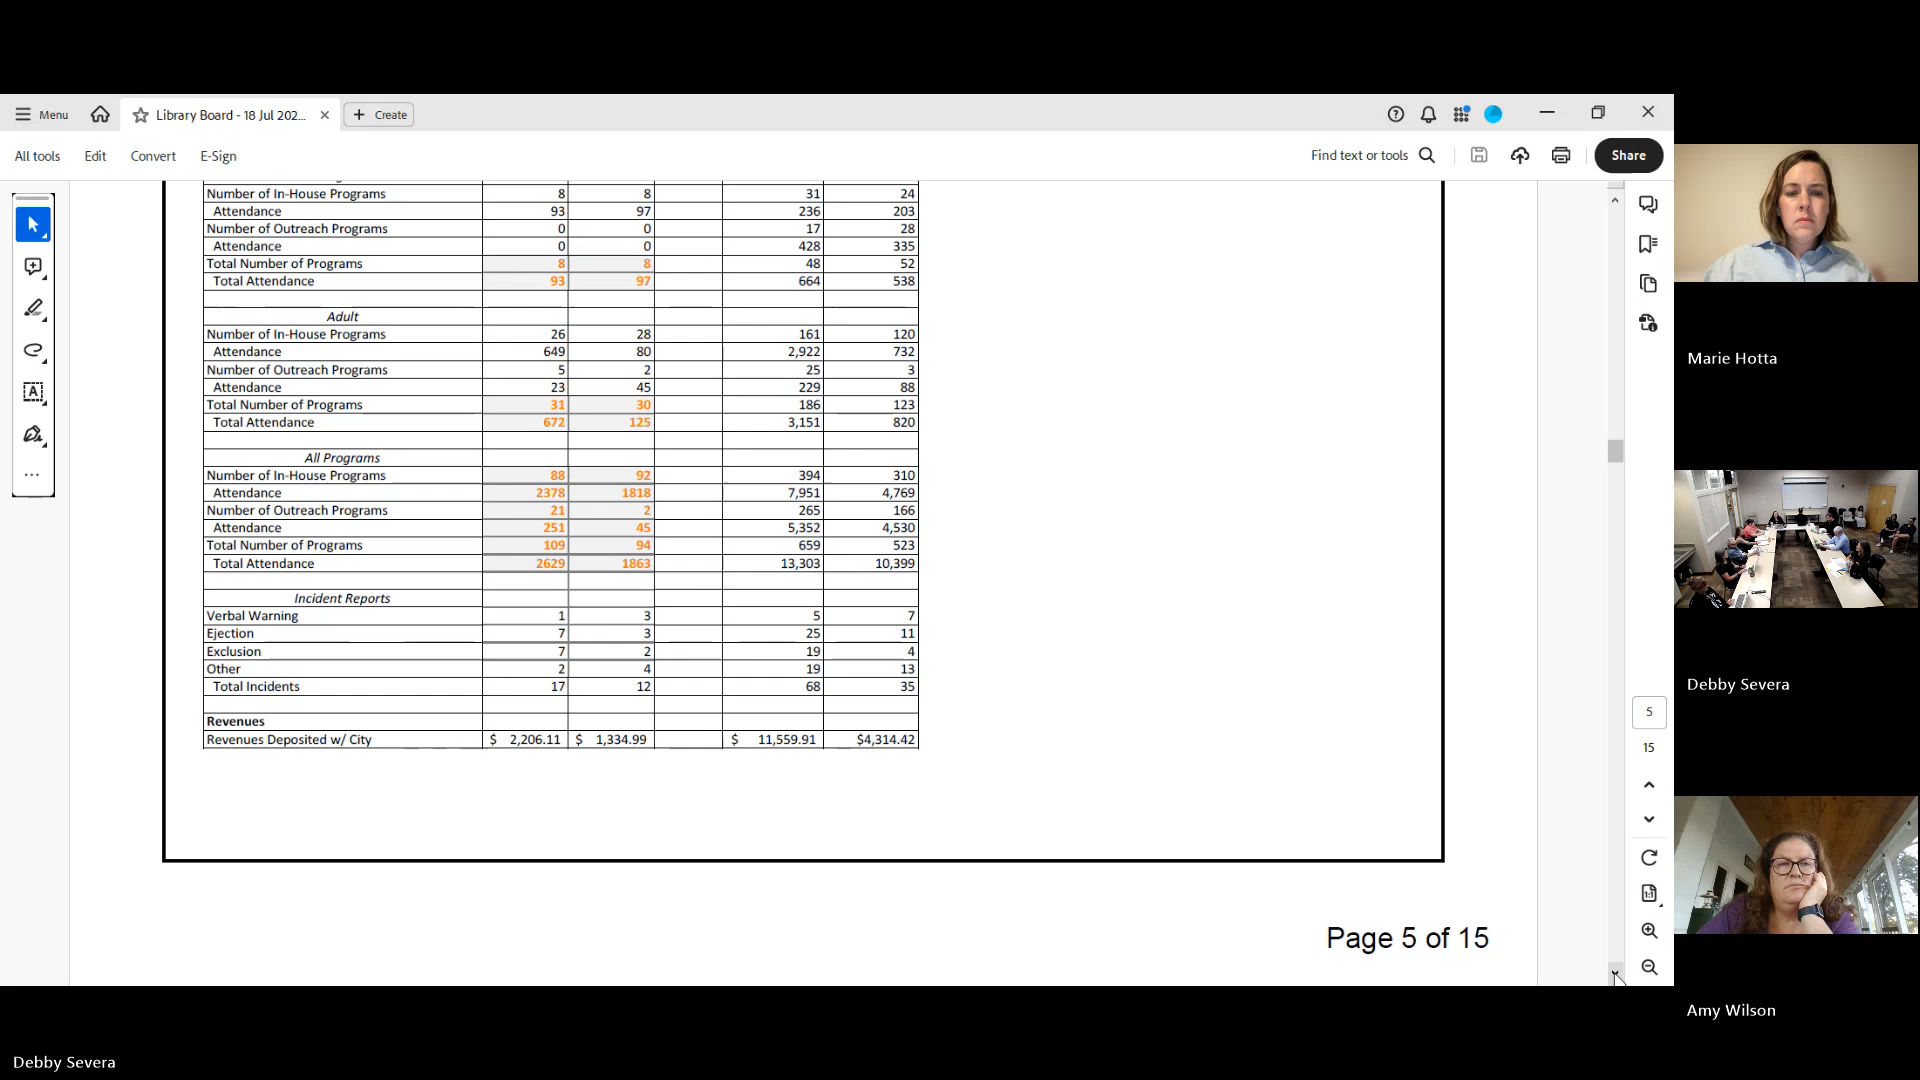 Menu
Library Board - 18 Jul 202...
Create
All tools
Edit
Convert
E-Sign
Find text or tools
Share
Number of In-House Programs 8 8 31 24
Attendance 93 97 236 203
Number of Outreach Programs 0 0 17 28
Attendance 0 0 428 335
Total Number of Programs 8 8 48 52
Total Attendance 93 97 664 538
Adult
Number of In-House Programs 26 28 161 120
Attendance 649 80 2,922 732
Number of Outreach Programs 5 2 25 3
Attendance 23 45 229 88
Total Number of Programs 31 30 186 123
Total Attendance 672 125 3,151 820
All Programs
Number of In-House Programs 88 92 394 310
Attendance 2378 1818 7,951 4,769
Number of Outreach Programs 21 2 265 166
Attendance 251 45 5,352 4,530
Total Number of Programs 109 94 659 523
Total Attendance 2629 1863 13,303 10,399
Incident Reports
Verbal Warning 1 3 5 7
Ejection 7 3 25 11
Exclusion 7 2 19 4
Other 2 4 19 13
Total Incidents 17 12 68 35
Revenues
Revenues Deposited w/ City $ 2,206.11 $ 1,334.99 $ 11,559.91 $4,314.42
Page 5 of 15
5
15
Marie Hotta
Debby Severa
Amy Wilson
Debby Severa